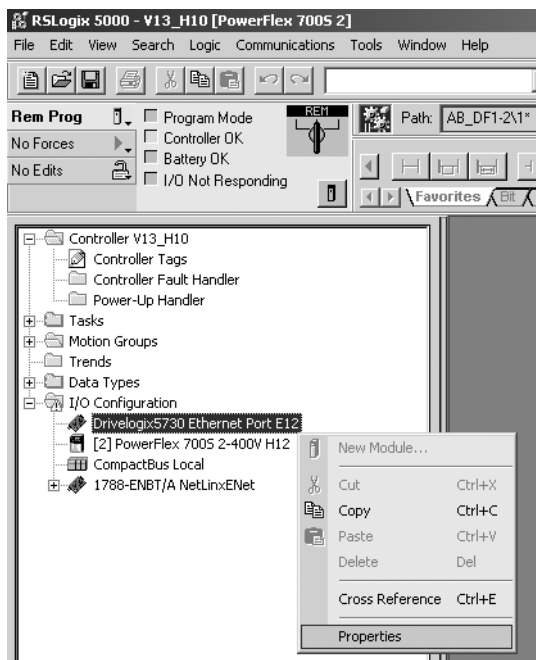 RSLogix 5000 - V13_H10 [PowerFlex 700S 2]
File Edit View Search Logic Communications Tools Window Help
Rem Prog
Program Mode
REM
Path: AB_DF1-2\1*
No Forces
Controller OK
Battery OK
No Edits
I/O Not Responding
Favorites
Bit
Controller V13_H10
Controller Tags
Controller Fault Handler
Power-Up Handler
Tasks
Motion Groups
Trends
Data Types
I/O Configuration
Drivelogix5730 Ethernet Port E12
[2] PowerFlex 700S 2-400V H12
CompactBus Local
1788-ENBT/A NetLinxENet
New Module...
Cut Ctrl+X
Copy Ctrl+C
Paste Ctrl+V
Delete Del
Cross Reference Ctrl+E
Properties